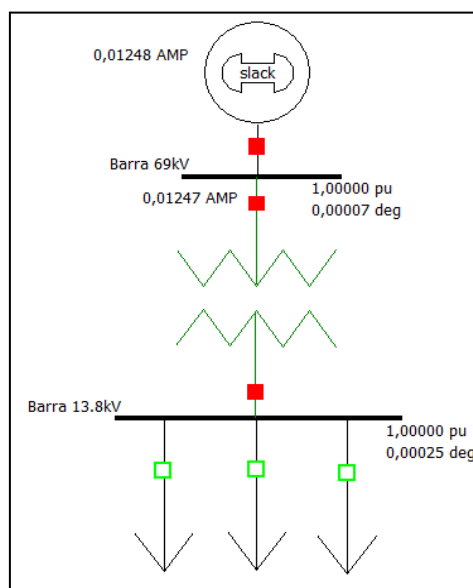 0,01248 AMP
slack
Barra 69kV
1,00000 pu
0,00007 deg
0,01247 AMP
Barra 13.8kV
1,00000 pu
0,00025 deg